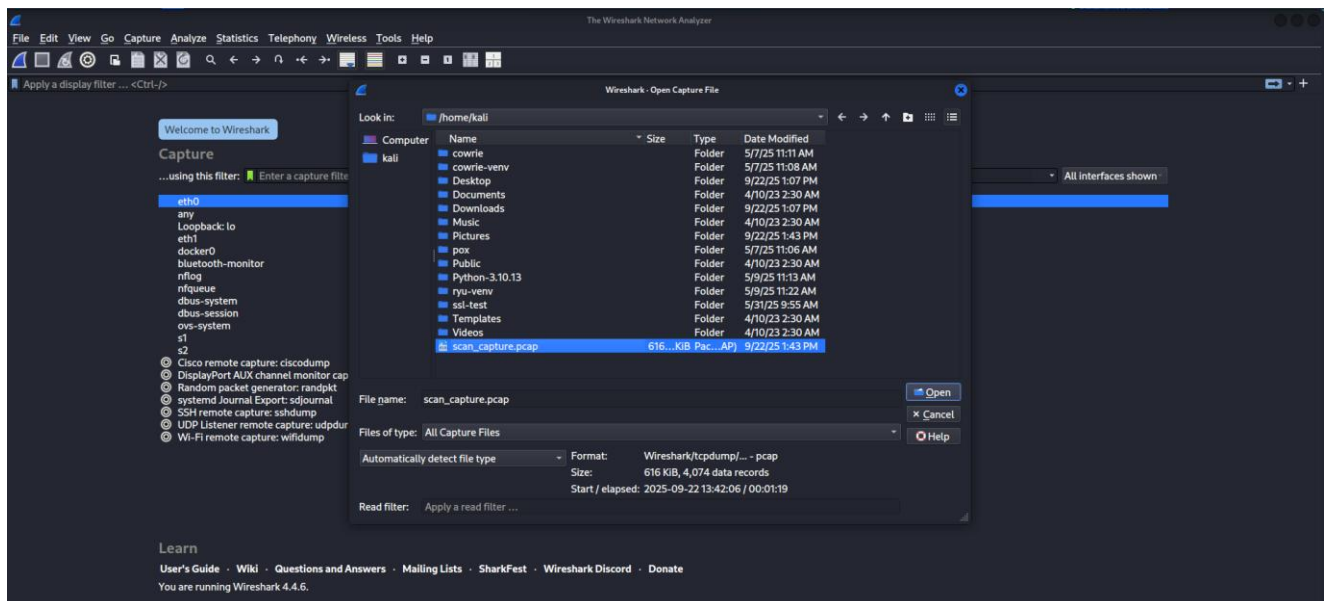 The Wireshark Network Analyzer
File Edit View Go Capture Analyze Statistics Telephony Wireless Tools Help
Apply a display filter ... <Ctrl-/>
Welcome to Wireshark
Capture
...using this filter: Enter a capture filte
All interfaces shown
eth0
any
Loopback: lo
eth1
docker0
bluetooth-monitor
nflog
nfqueue
dbus-system
dbus-session
ovs-system
s1
s2
Cisco remote capture: ciscodump
DisplayPort AUX channel monitor cap
Random packet generator: randpkt
systemd Journal Export: sdjournal
SSH remote capture: sshdump
UDP Listener remote capture: udpdur
Wi-Fi remote capture: wifidump
Wireshark - Open Capture File
Look in: /home/kali
Computer
kali
Name Size Type Date Modified
cowrie Folder 5/7/25 11:11 AM
cowrie-venv Folder 5/7/25 11:08 AM
Desktop Folder 9/22/25 1:07 PM
Documents Folder 4/10/23 2:30 AM
Downloads Folder 9/22/25 1:07 PM
Music Folder 4/10/23 2:30 AM
Pictures Folder 9/22/25 1:43 PM
pox Folder 5/7/25 11:06 AM
Public Folder 4/10/23 2:30 AM
Python-3.10.13 Folder 5/9/25 11:13 AM
ryu-venv Folder 5/9/25 11:22 AM
ssl-test Folder 5/31/25 9:55 AM
Templates Folder 4/10/23 2:30 AM
Videos Folder 4/10/23 2:30 AM
scan_capture.pcap 616...KiB Pac...AP) 9/22/25 1:43 PM
File name: scan_capture.pcap
Open
Cancel
Files of type: All Capture Files
Help
Automatically detect file type
Format: Wireshark/tcpdump/... - pcap
Size: 616 KiB, 4,074 data records
Start / elapsed: 2025-09-22 13:42:06 / 00:01:19
Read filter: Apply a read filter ...
Learn
User's Guide · Wiki · Questions and Answers · Mailing Lists · SharkFest · Wireshark Discord · Donate
You are running Wireshark 4.4.6.